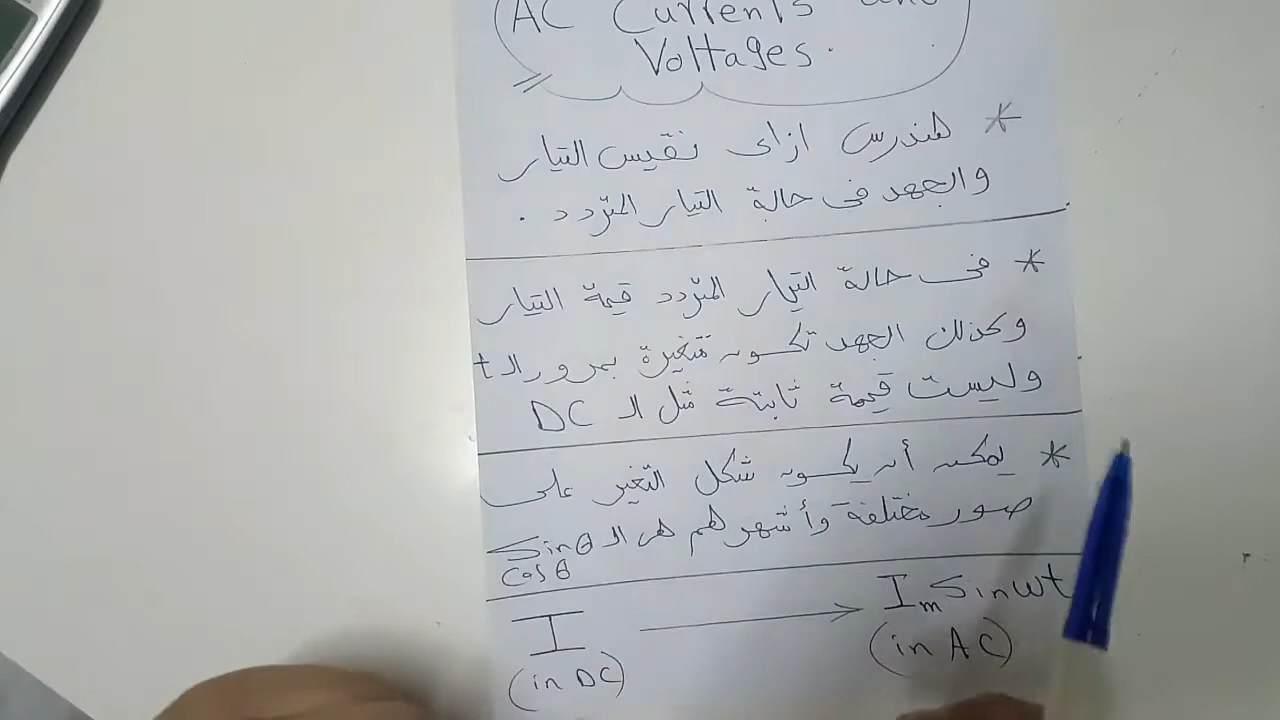 AC Currents and
Voltages.
* هندرس ازاى نقيس التيار
والجهد فى حالة التيار المتردد .
* فى حالة التيار المتردد قيمة التيار
وكذلك الجهد تكون متغيرة بمرور الـ t
وليست قيمة ثابتة مثل الـ DC
* يمكن أن يكون شكل التغير على
صور مختلفة وأشهرهم هى الـ Sinθ
Cosθ
I → Im Sin ωt
(in DC) (in AC)